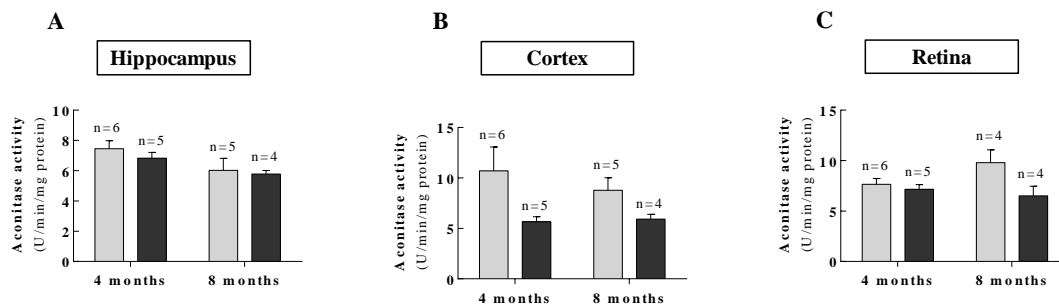 A
Hippocampus
Aconitase activity
(U/min/mg protein)
10
8
6
4
2
0
n=6
n=5
n=5
n=4
4 months
8 months
B
Cortex
Aconitase activity
(U/min/mg protein)
15
10
5
0
n=6
n=5
n=5
n=4
4 months
8 months
C
Retina
Aconitase activity
(U/min/mg protein)
15
10
5
0
n=6
n=5
n=4
n=4
4 months
8 months